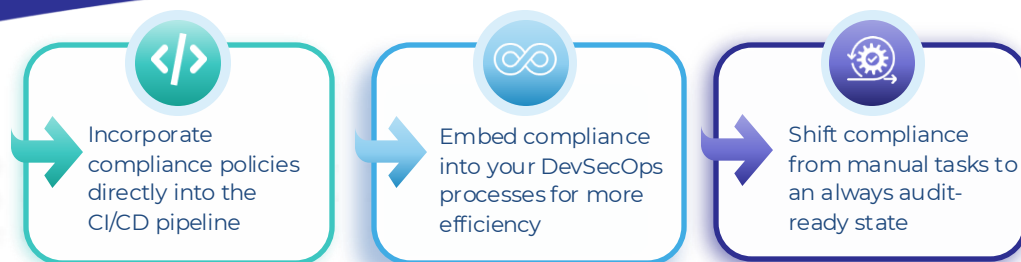 Incorporate
compliance policies
directly into the
CI/CD pipeline
Embed compliance
into your DevSecOps
processes for more
efficiency
Shift compliance
from manual tasks to
an always audit-
ready state